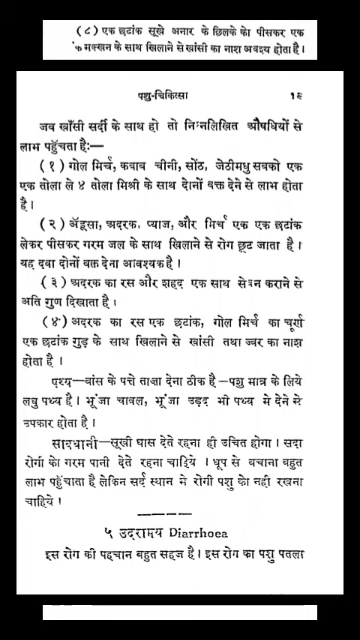 (८) एक छटांक सूखे अनार के छिलके को पीसकर एक
मक्खन के साथ खिलाने से खांसी का नाश अवश्य होता है।
पशु-चिकित्सा १९
जब खाँसी सर्दी के साथ हो तो निम्नलिखित औषधियों से
लाभ पहुँचता है:—
(१) गोल मिर्च, कबाब चीनी, सोंठ, जेठीमधु सबको एक
एक तोला ले ४ तोला मिश्री के साथ दोनों वक्त देने से लाभ होता
है।
(२) अँडूसा, अदरक, प्याज, और मिर्च एक एक छटांक
लेकर पीसकर गरम जल के साथ खिलाने से रोग छूट जाता है।
यह दवा दोनों वक्त देना आवश्यक है।
(३) अदरक का रस और शहद एक साथ सेवन कराने से
अति गुण दिखाता है।
(४) अदरक का रस एक छटांक, गोल मिर्च का चूर्ण
एक छटांक गुड़ के साथ खिलाने से खांसी तथा ज्वर का नाश
होता है।
पथ्य—बांस के पत्ते ताजा देना ठीक है—पशु मात्र के लिये
लघु पथ्य है। भूंजा चावल, भूंजा उड़द भी पथ्य में देने से
उपकार होता है।
सावधानी—सूखी घास देते रहना ही उचित होगा। सदा
रोगी को गरम पानी देते रहना चाहिये। धूप से बचाना बहुत
लाभ पहुँचाता है लेकिन सर्द स्थान में रोगी पशु को नही रखना
चाहिये।
५ उदरामय Diarrhoea
इस रोग की पहचान बहुत सहज है। इस रोग का पशु पतला